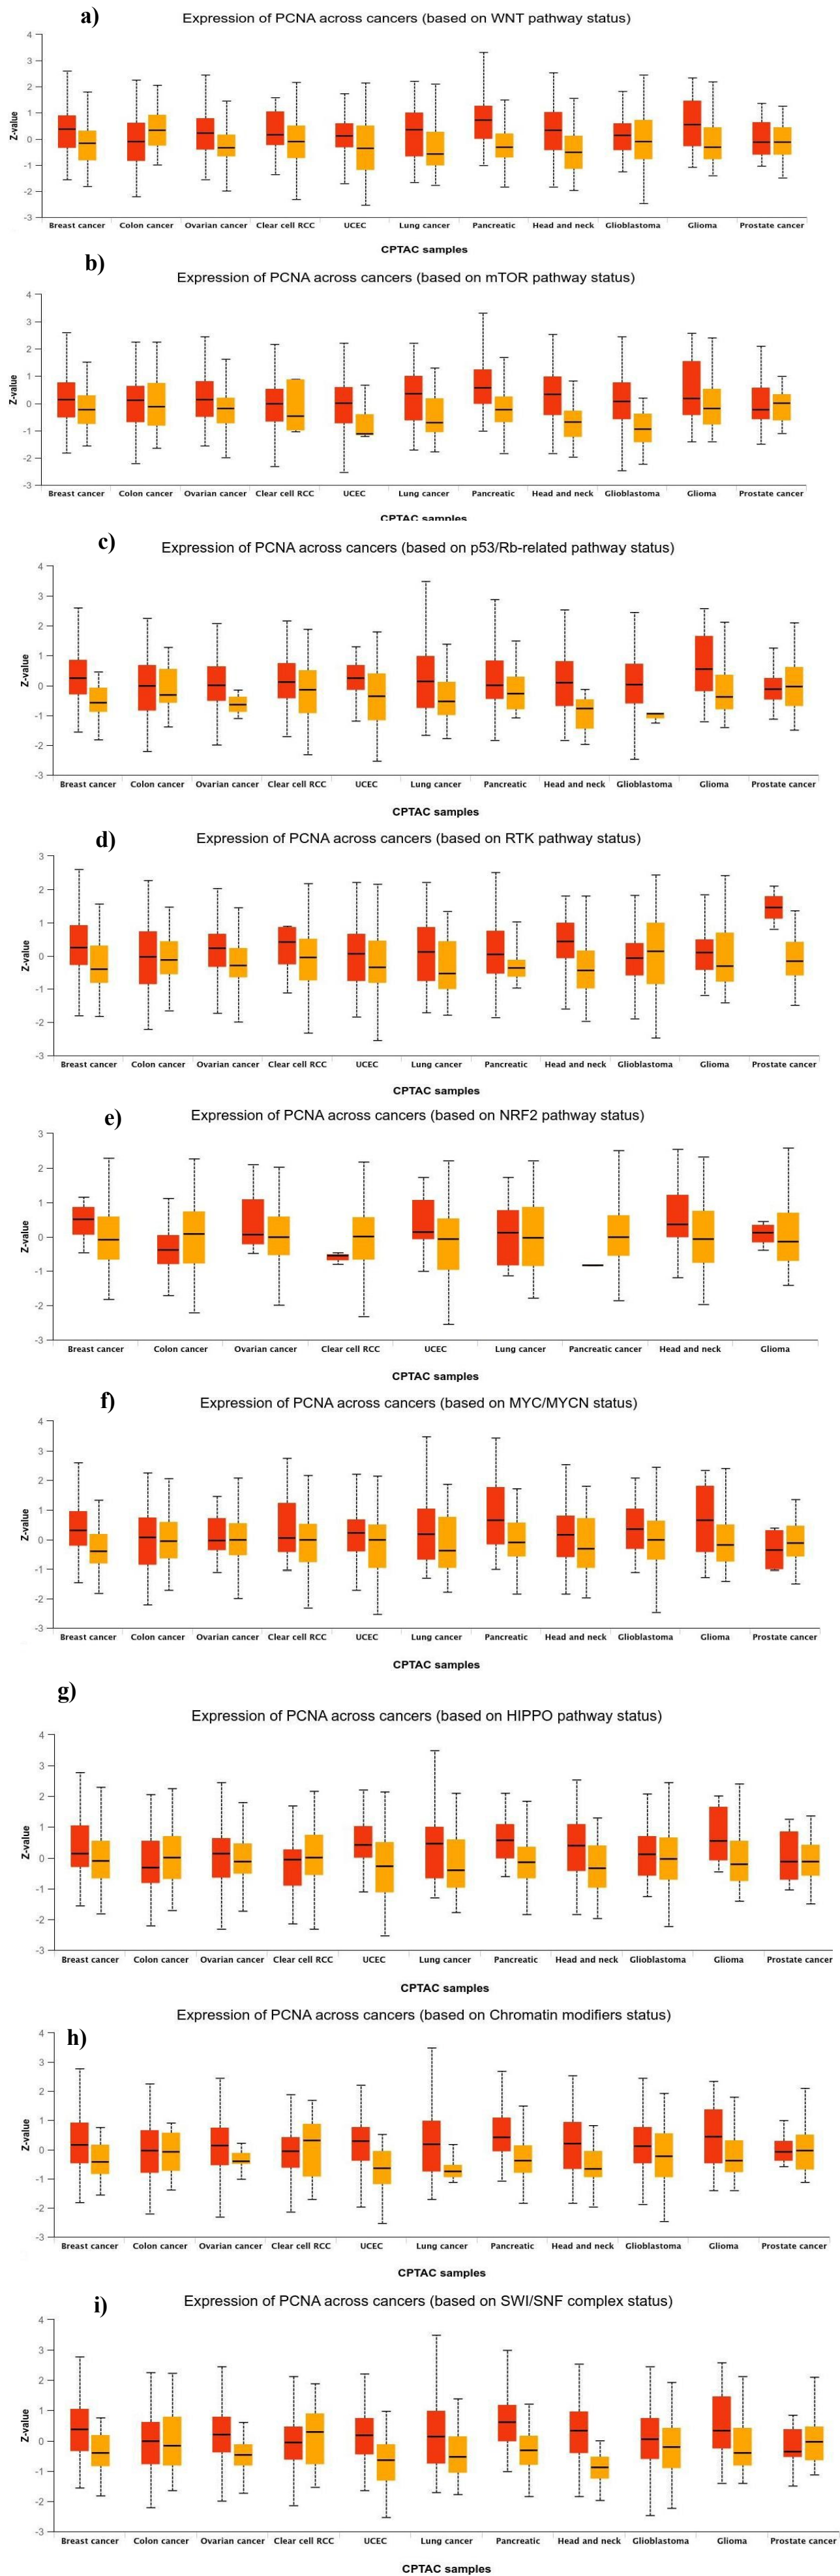 a)
Expression of PCNA across cancers (based on WNT pathway status)
Z-value
4
3
2
1
0
-1
-2
-3
Breast cancer Colon cancer Ovarian cancer Clear cell RCC UCEC Lung cancer Pancreatic Head and neck Glioblastoma Glioma Prostate cancer
CPTAC samples
b)
Expression of PCNA across cancers (based on mTOR pathway status)
Z-value
4
3
2
1
0
-1
-2
-3
Breast cancer Colon cancer Ovarian cancer Clear cell RCC UCEC Lung cancer Pancreatic Head and neck Glioblastoma Glioma Prostate cancer
CPTAC samples
c)
Expression of PCNA across cancers (based on p53/Rb-related pathway status)
Z-value
4
3
2
1
0
-1
-2
-3
Breast cancer Colon cancer Ovarian cancer Clear cell RCC UCEC Lung cancer Pancreatic Head and neck Glioblastoma Glioma Prostate cancer
CPTAC samples
d)
Expression of PCNA across cancers (based on RTK pathway status)
Z-value
3
2
1
0
-1
-2
-3
Breast cancer Colon cancer Ovarian cancer Clear cell RCC UCEC Lung cancer Pancreatic Head and neck Glioblastoma Glioma Prostate cancer
CPTAC samples
e)
Expression of PCNA across cancers (based on NRF2 pathway status)
Z-value
3
2
1
0
-1
-2
-3
Breast cancer Colon cancer Ovarian cancer Clear cell RCC UCEC Lung cancer Pancreatic cancer Head and neck Glioma
CPTAC samples
f)
Expression of PCNA across cancers (based on MYC/MYCN status)
Z-value
4
3
2
1
0
-1
-2
-3
Breast cancer Colon cancer Ovarian cancer Clear cell RCC UCEC Lung cancer Pancreatic Head and neck Glioblastoma Glioma Prostate cancer
CPTAC samples
g)
Expression of PCNA across cancers (based on HIPPO pathway status)
Z-value
4
3
2
1
0
-1
-2
-3
Breast cancer Colon cancer Ovarian cancer Clear cell RCC UCEC Lung cancer Pancreatic Head and neck Glioblastoma Glioma Prostate cancer
CPTAC samples
h)
Expression of PCNA across cancers (based on Chromatin modifiers status)
Z-value
4
3
2
1
0
-1
-2
-3
Breast cancer Colon cancer Ovarian cancer Clear cell RCC UCEC Lung cancer Pancreatic Head and neck Glioblastoma Glioma Prostate cancer
CPTAC samples
i)
Expression of PCNA across cancers (based on SWI/SNF complex status)
Z-value
4
3
2
1
0
-1
-2
-3
Breast cancer Colon cancer Ovarian cancer Clear cell RCC UCEC Lung cancer Pancreatic Head and neck Glioblastoma Glioma Prostate cancer
CPTAC samples